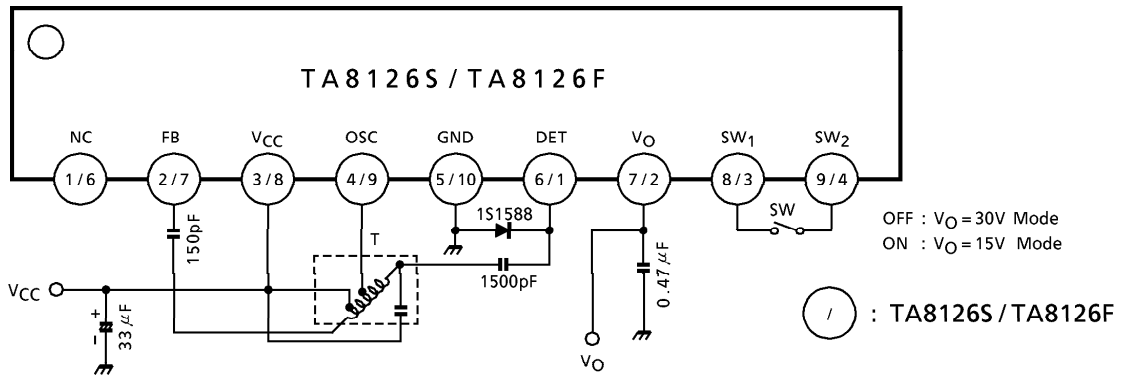 TA8126S / TA8126F
NC FB VCC OSC GND DET VO SW1 SW2
1/6 2/7 3/8 4/9 5/10 6/1 7/2 8/3 9/4
1S1588
SW
OFF : VO = 30V Mode
ON : VO = 15V Mode
150pF
T
1500pF
0.47μF
VCC
+
−
33μF
VO
/ : TA8126S / TA8126F